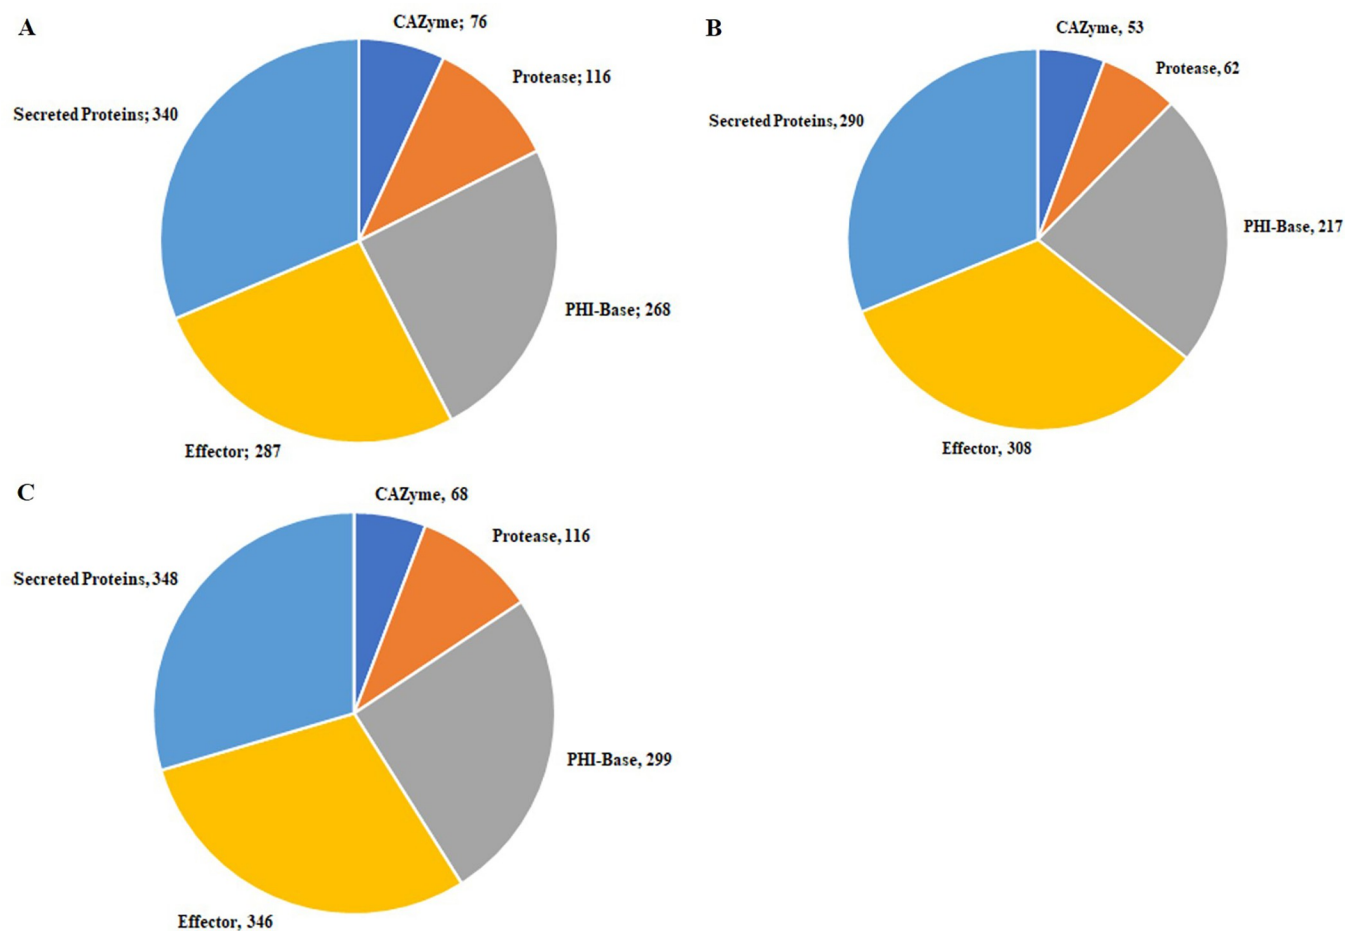 A
CAZyme; 76
Protease; 116
Secreted Proteins; 340
PHI-Base; 268
Effector; 287
B
CAZyme, 53
Protease, 62
Secreted Proteins, 290
PHI-Base, 217
Effector, 308
C
CAZyme, 68
Protease, 116
Secreted Proteins, 348
PHI-Base, 299
Effector, 346